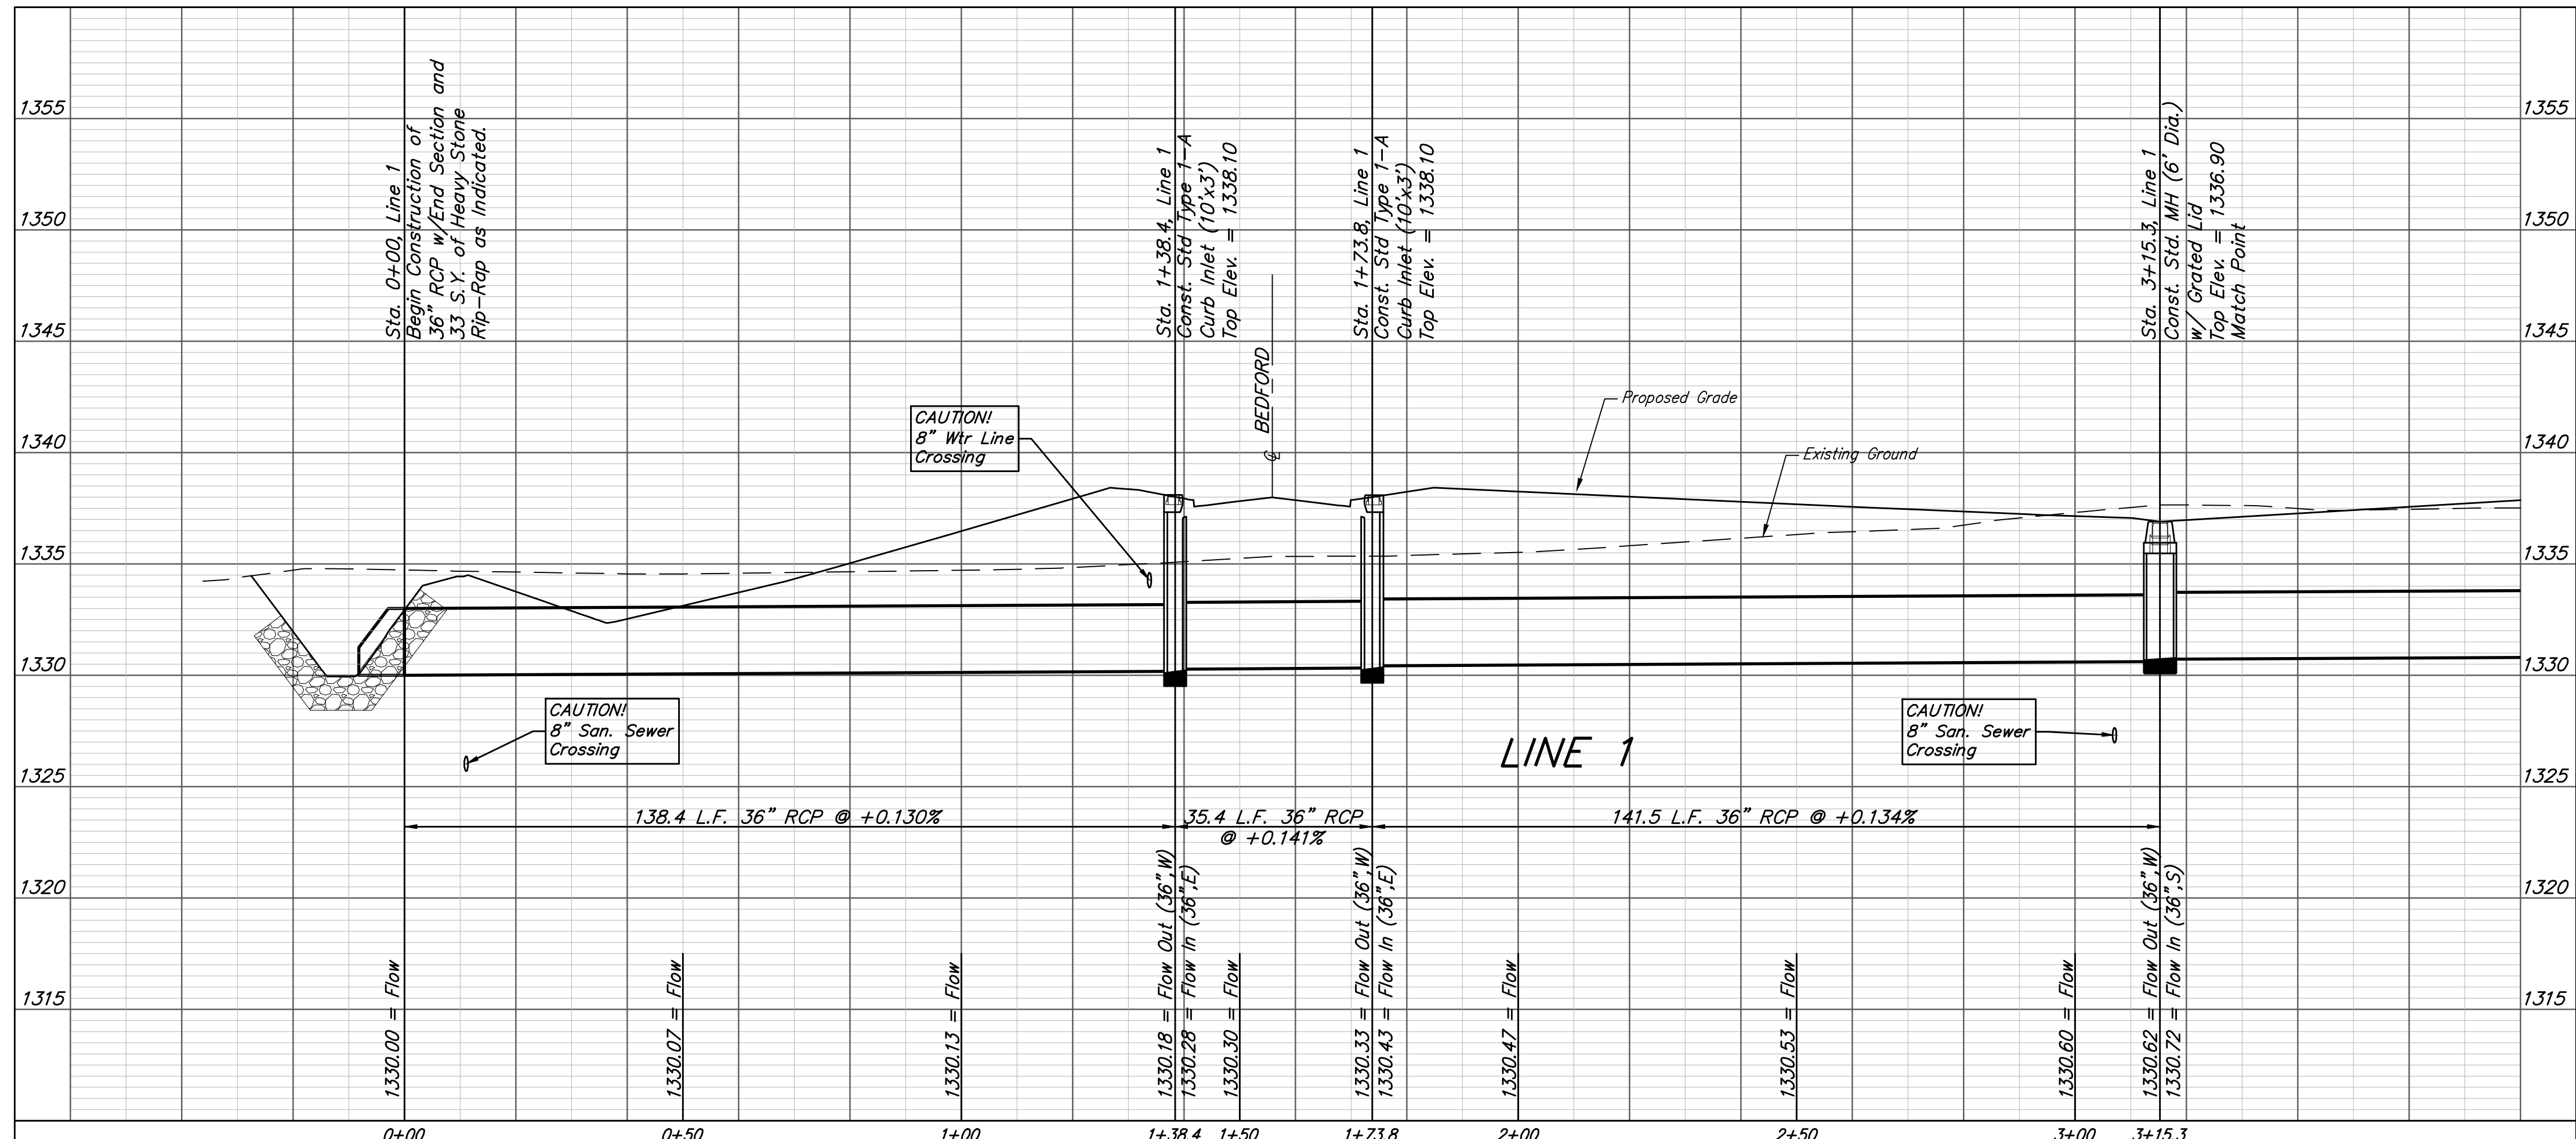 Sta. 0+00, Line 1
Begin Construction of
36" RCP w/End Section and
33 S.Y. of Heavy Stone
Rip-Rap as Indicated.
Sta. 1+38.4, Line 1
Const. Std Type 1-A
Curb Inlet (10'x3')
Top Elev. = 1338.10
BEDFORD
Sta. 1+73.8, Line 1
Const. Std Type 1-A
Curb Inlet (10'x3')
Top Elev. = 1338.10
Sta. 3+15.3, Line 1
Const. Std. MH (6' Dia.)
w/ Grated Lid
Top Elev. = 1336.90
Match Point
1355
1355
1350
1350
1345
1345
1340
1340
1335
1335
1330
1330
1325
1325
1320
1320
1315
1315
CAUTION!
8" Wtr Line
Crossing
Proposed Grade
Existing Ground
CAUTION!
8" San. Sewer
Crossing
LINE 1
CAUTION!
8" San. Sewer
Crossing
138.4 L.F. 36" RCP @ +0.130%
35.4 L.F. 36" RCP
@ +0.141%
141.5 L.F. 36" RCP @ +0.134%
1330.00 = Flow
1330.07 = Flow
1330.13 = Flow
1330.18 = Flow Out (36",W)
1330.28 = Flow In (36",E)
1330.30 = Flow
1330.33 = Flow Out (36",W)
1330.43 = Flow In (36",E)
1330.47 = Flow
1330.53 = Flow
1330.60 = Flow
1330.62 = Flow Out (36",W)
1330.72 = Flow In (36",S)
0+00
0+50
1+00
1+38.4
1+50
1+73.8
2+00
2+50
3+00
3+15.3